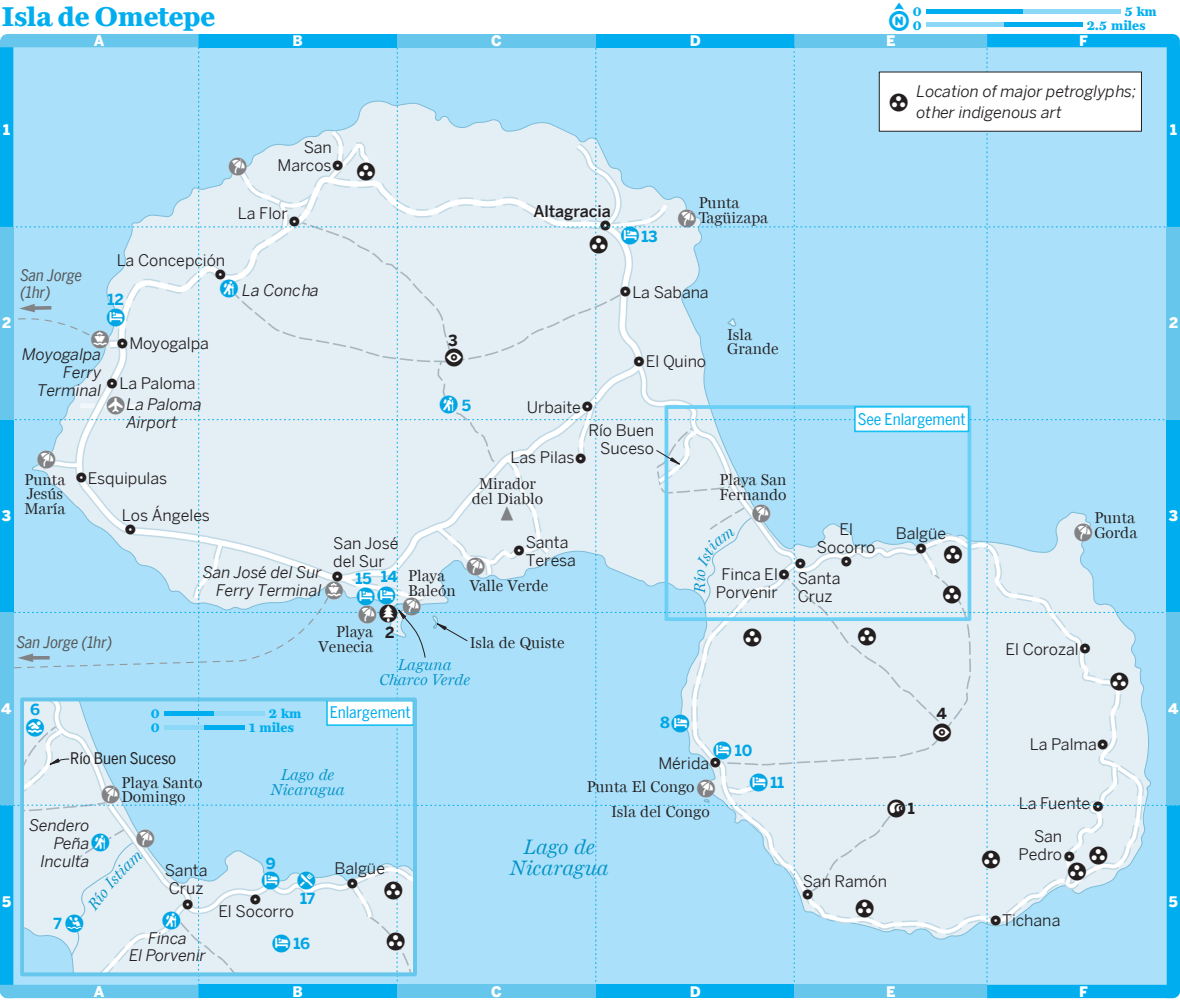 Isla de Ometepe
N
0 5 km
0 2.5 miles
A B C D E F
Location of major petroglyphs;
other indigenous art
1
1
San
Marcos
La Flor
Altagracia
Punta
Tagüizapa
13
La Concepción
La Concha
San Jorge
(1hr)
12
La Sabana
2
2
Isla
Grande
3
Moyogalpa
Moyogalpa
Ferry
Terminal
El Quino
La Paloma
La Paloma
Airport
5
Urbaite
See Enlargement
Río Buen
Suceso
Las Pilas
Punta
Jesús
María
Esquipulas
Mirador
del Diablo
Playa San
Fernando
3
3
Los Ángeles
Punta
Gorda
El
Socorro
Balgüe
San José
del Sur
Santa
Teresa
Río Istiam
San José del Sur
Ferry Terminal
15
14
Playa
Baleón
Valle Verde
Finca El
Porvenir
Santa
Cruz
2
Playa
Venecia
Isla de Quiste
San Jorge (1hr)
Laguna
Charco Verde
El Corozal
4
4
8
4
10
Mérida
La Palma
11
Punta El Congo
Isla del Congo
1
La Fuente
San
Pedro
Lago de
Nicaragua
San Ramón
5
5
Tichana
6
0 2 km
0 1 miles
Enlargement
Río Buen Suceso
Lago de
Nicaragua
Playa Santo
Domingo
Sendero
Peña
Inculta
Río Istiam
Santa
Cruz
9
17
Balgüe
El Socorro
7
Finca
El Porvenir
16
A B C D E F